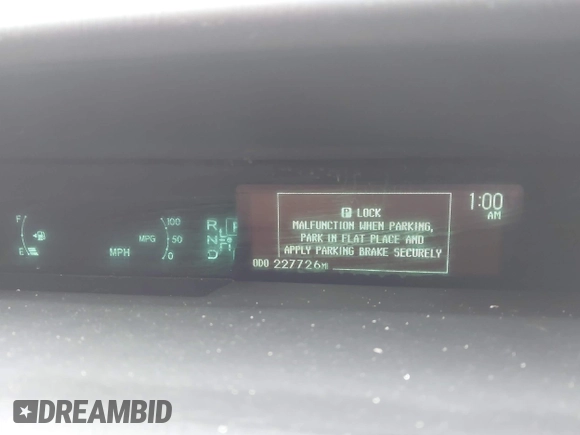 F
E
MPH
MPG
100
50
0
R
N
D
P LOCK
MALFUNCTION WHEN PARKING,
PARK IN FLAT PLACE AND
APPLY PARKING BRAKE SECURELY
ODO 227726MI
1:00
AM
DREAMBID